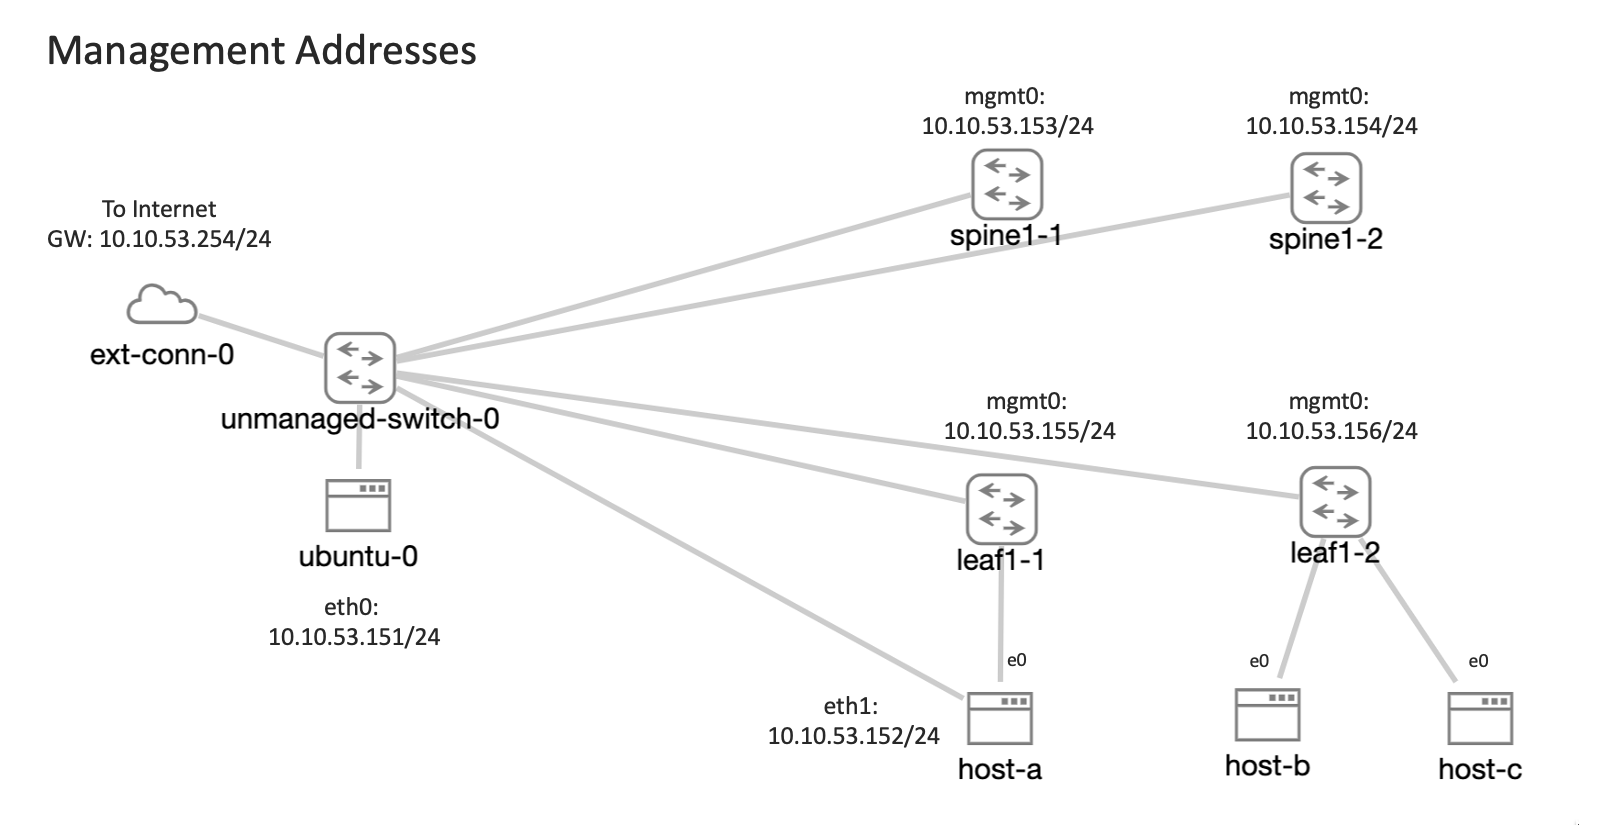 Management Addresses
mgmt0:
10.10.53.153/24
mgmt0:
10.10.53.154/24
spine1-1
spine1-2
To Internet
GW: 10.10.53.254/24
ext-conn-0
unmanaged-switch-0
mgmt0:
10.10.53.155/24
mgmt0:
10.10.53.156/24
leaf1-1
leaf1-2
ubuntu-0
eth0:
10.10.53.151/24
e0
e0
e0
eth1:
10.10.53.152/24
host-a
host-b
host-c